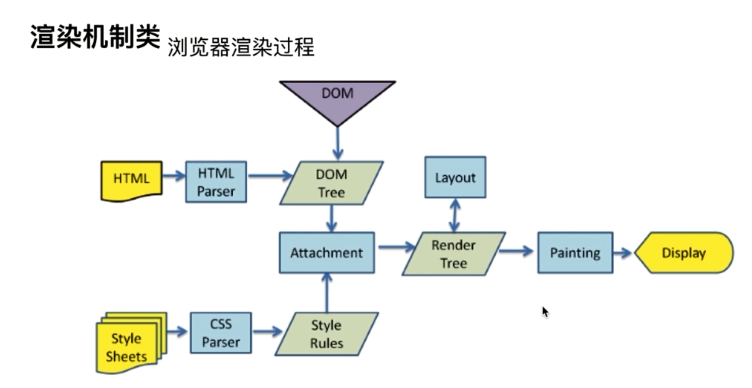 渲染机制类 浏览器渲染过程
DOM
HTML
HTML
Parser
DOM
Tree
Layout
Attachment
Render
Tree
Painting
Display
Style
Sheets
CSS
Parser
Style
Rules